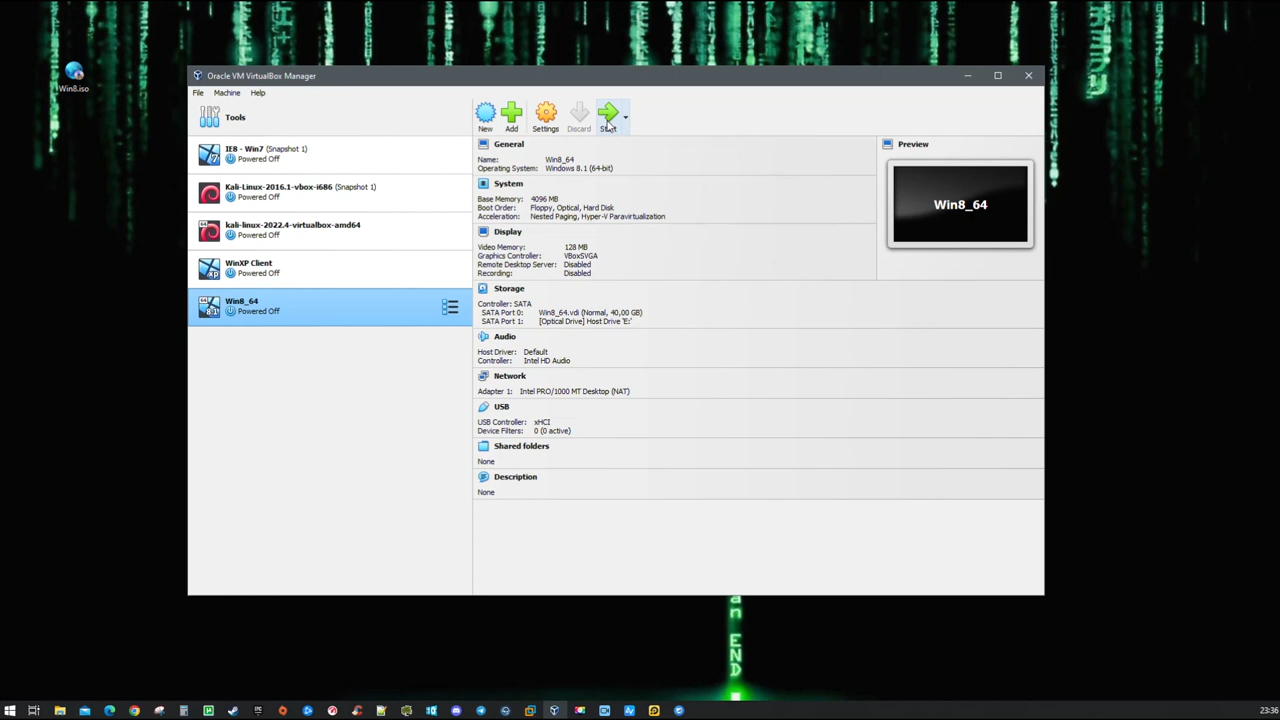 Win8.iso
Oracle VM VirtualBox Manager
File Machine Help
Tools
New Add Settings Discard Start
IE8 - Win7 (Snapshot 1)
Powered Off
Kali-Linux-2016.1-vbox-i686 (Snapshot 1)
Powered Off
kali-linux-2022.4-virtualbox-amd64
Powered Off
WinXP Client
Powered Off
Win8_64
Powered Off
General
Name: Win8_64
Operating System: Windows 8.1 (64-bit)
System
Base Memory: 4096 MB
Boot Order: Floppy, Optical, Hard Disk
Acceleration: Nested Paging, Hyper-V Paravirtualization
Display
Video Memory: 128 MB
Graphics Controller: VBoxSVGA
Remote Desktop Server: Disabled
Recording: Disabled
Storage
Controller: SATA
SATA Port 0: Win8_64.vdi (Normal, 40,00 GB)
SATA Port 1: [Optical Drive] Host Drive 'E:'
Audio
Host Driver: Default
Controller: Intel HD Audio
Network
Adapter 1: Intel PRO/1000 MT Desktop (NAT)
USB
USB Controller: xHCI
Device Filters: 0 (0 active)
Shared folders
None
Description
None
Preview
Win8_64
an END
23:36